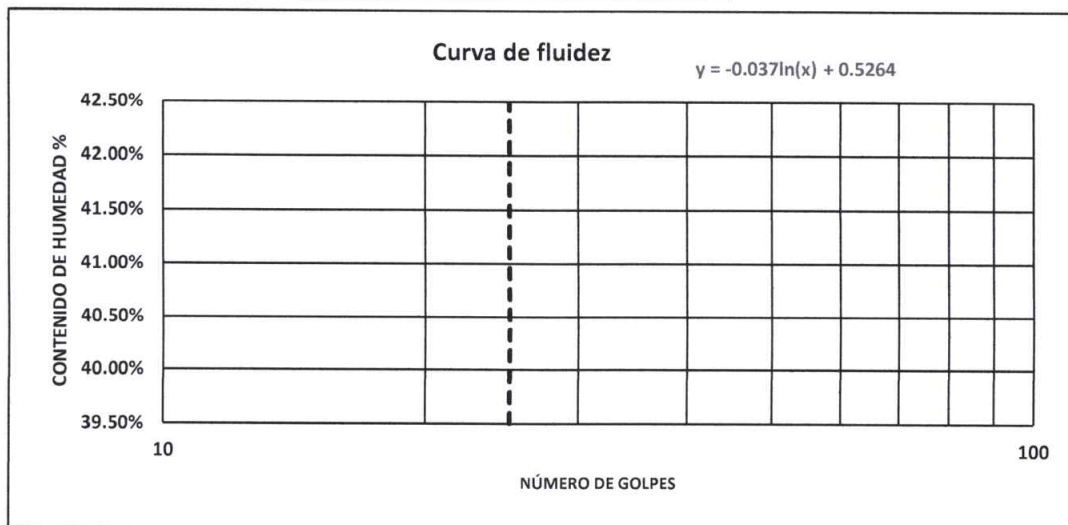 Curva de fluidez
y = -0.037ln(x) + 0.5264
CONTENIDO DE HUMEDAD %
42.50%
42.00%
41.50%
41.00%
40.50%
40.00%
39.50%
10
100
NÚMERO DE GOLPES